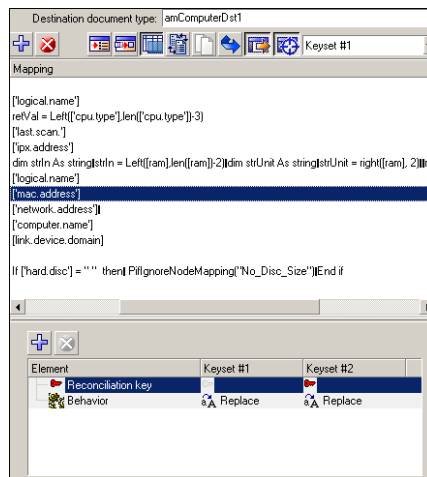 Destination document type: amComputerDst1
Keyset #1
Mapping
['logical.name']
retVal = Left(['cpu.type'],len(['cpu.type'])-3)
['last.scan.']
['ipx.address']
dim strIn As string|strIn = Left([ram],len([ram])-2)|dim strUnit As string|strUnit = right([ram], 2)||
['logical.name']
['mac.address']
['network.address']|
['computer.name']
[link.device.domain]
If ['hard.disc'] = " " then| PifIgnoreNodeMapping("No_Disc_Size")|End if
Element Keyset #1 Keyset #2
Reconciliation key
Behavior Replace Replace